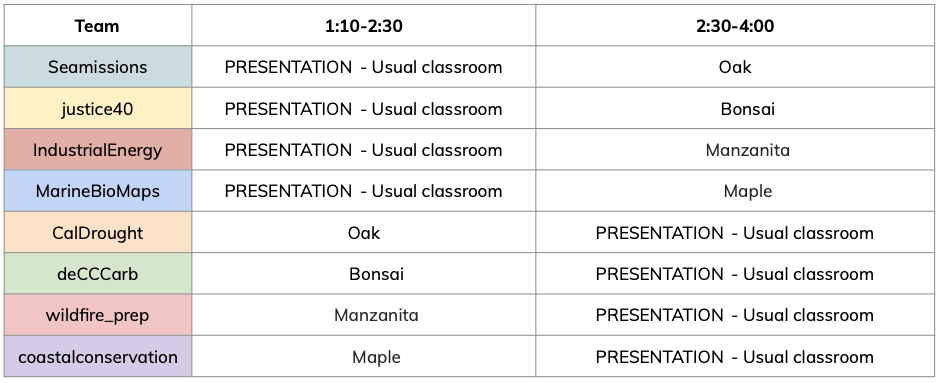 Team 1:10-2:30 2:30-4:00
Seamissions PRESENTATION - Usual classroom Oak
justice40 PRESENTATION - Usual classroom Bonsai
IndustrialEnergy PRESENTATION - Usual classroom Manzanita
MarineBioMaps PRESENTATION - Usual classroom Maple
CalDrought Oak PRESENTATION - Usual classroom
deCCCarb Bonsai PRESENTATION - Usual classroom
wildfire_prep Manzanita PRESENTATION - Usual classroom
coastalconservation Maple PRESENTATION - Usual classroom